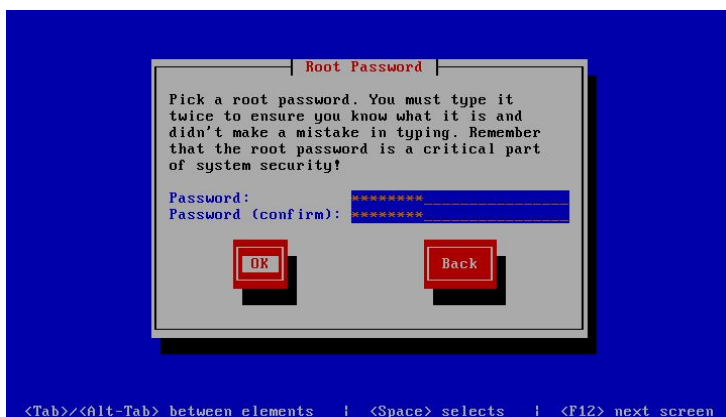 Root Password
Pick a root password. You must type it
twice to ensure you know what it is and
didn't make a mistake in typing. Remember
that the root password is a critical part
of system security!
Password: ********_________________
Password (confirm): ********_________________
OK Back
<Tab>/<Alt-Tab> between elements | <Space> selects | <F12> next screen